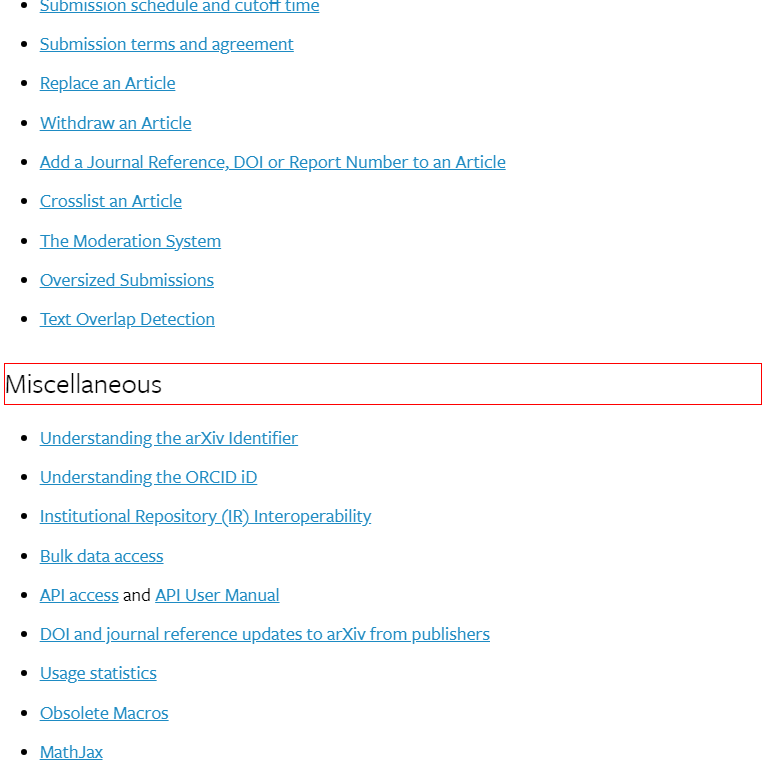 Submission schedule and cutoff time
Submission terms and agreement
Replace an Article
Withdraw an Article
Add a Journal Reference, DOI or Report Number to an Article
Crosslist an Article
The Moderation System
Oversized Submissions
Text Overlap Detection
Miscellaneous
Understanding the arXiv Identifier
Understanding the ORCID iD
Institutional Repository (IR) Interoperability
Bulk data access
API access and API User Manual
DOI and journal reference updates to arXiv from publishers
Usage statistics
Obsolete Macros
MathJax